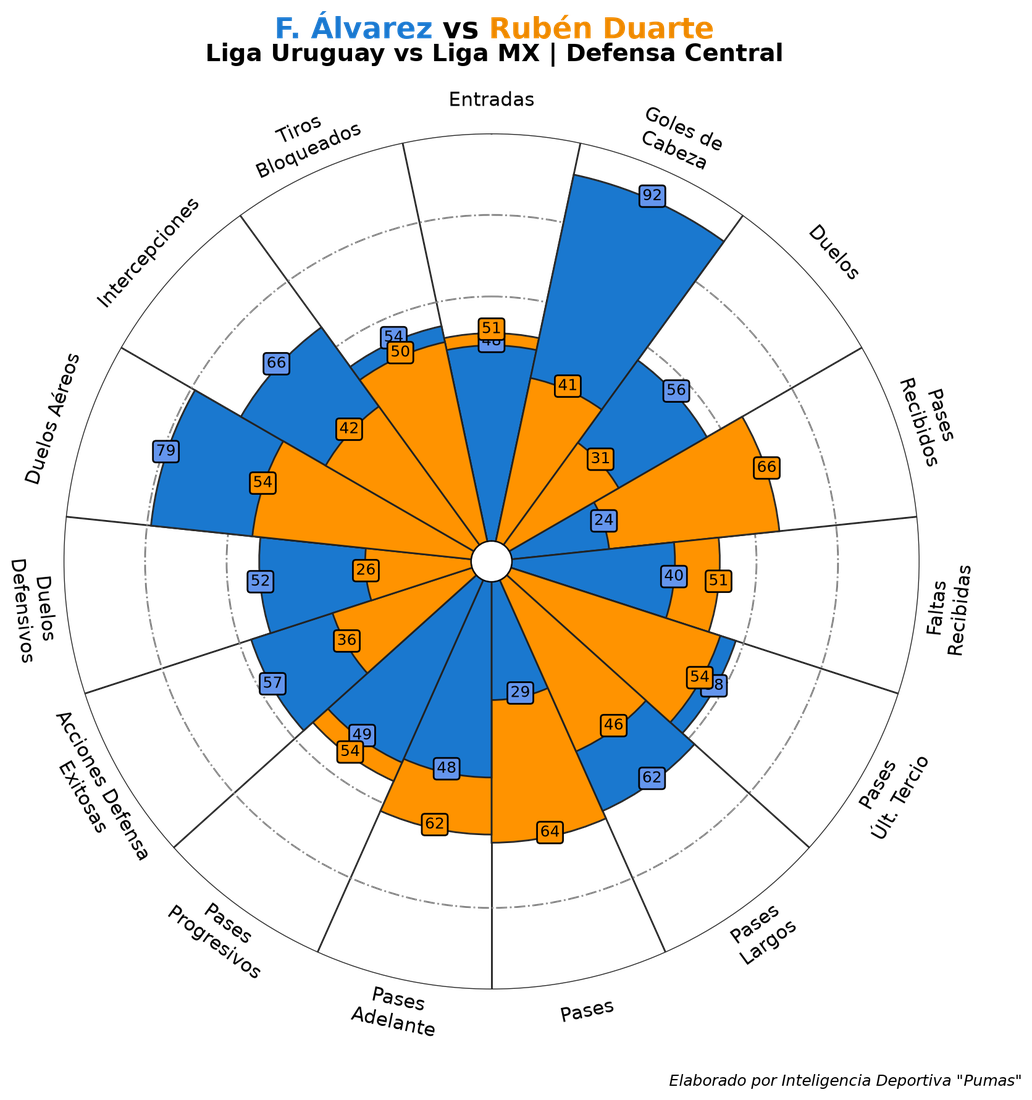 F. Álvarez vs Rubén Duarte
Liga Uruguay vs Liga MX | Defensa Central
Entradas
51
Goles de
Cabeza
92
41
Duelos
56
31
Pases
Recibidos
66
24
Faltas
Recibidas
40
51
Pases
Últ. Tercio
54
Pases
Largos
46
62
Pases
29
64
Pases
Adelante
48
62
Pases
Progresivos
49
54
Acciones Defensa
Exitosas
36
57
Duelos
Defensivos
52
26
Duelos Aéreos
79
54
Intercepciones
66
42
Tiros
Bloqueados
54
50
Elaborado por Inteligencia Deportiva "Pumas"